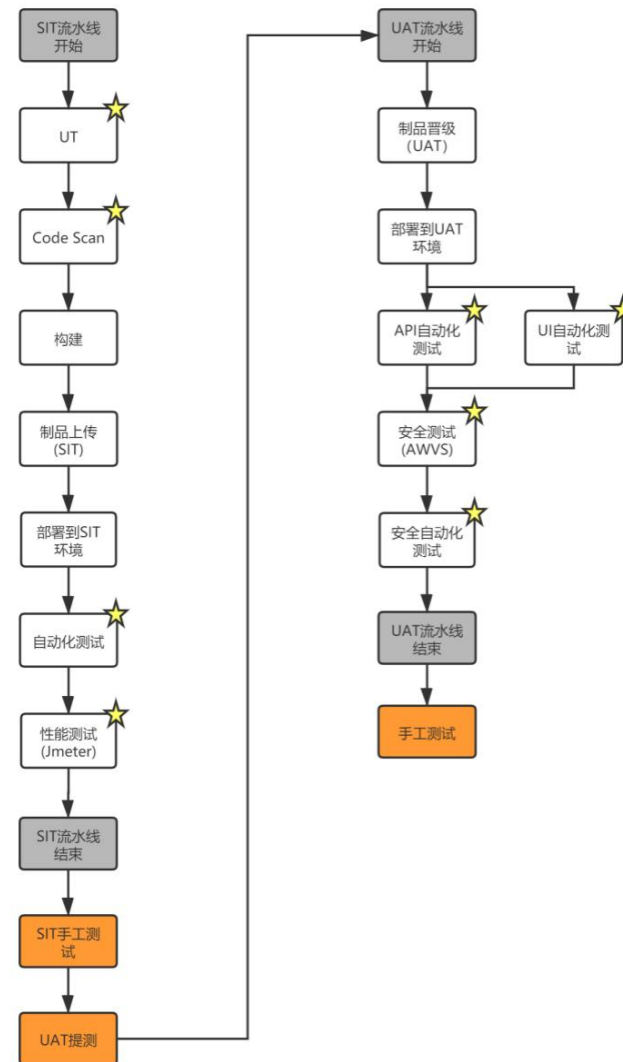 SIT流水线
开始
UT
Code Scan
构建
制品上传
(SIT)
部署到SIT
环境
自动化测试
性能测试
(Jmeter)
SIT流水线
结束
SIT手工测
试
UAT提测
UAT流水线
开始
制品晋级
(UAT)
部署到UAT
环境
API自动化
测试
UI自动化测
试
安全测试
(AWVS)
安全自动化
测试
UAT流水线
结束
手工测试